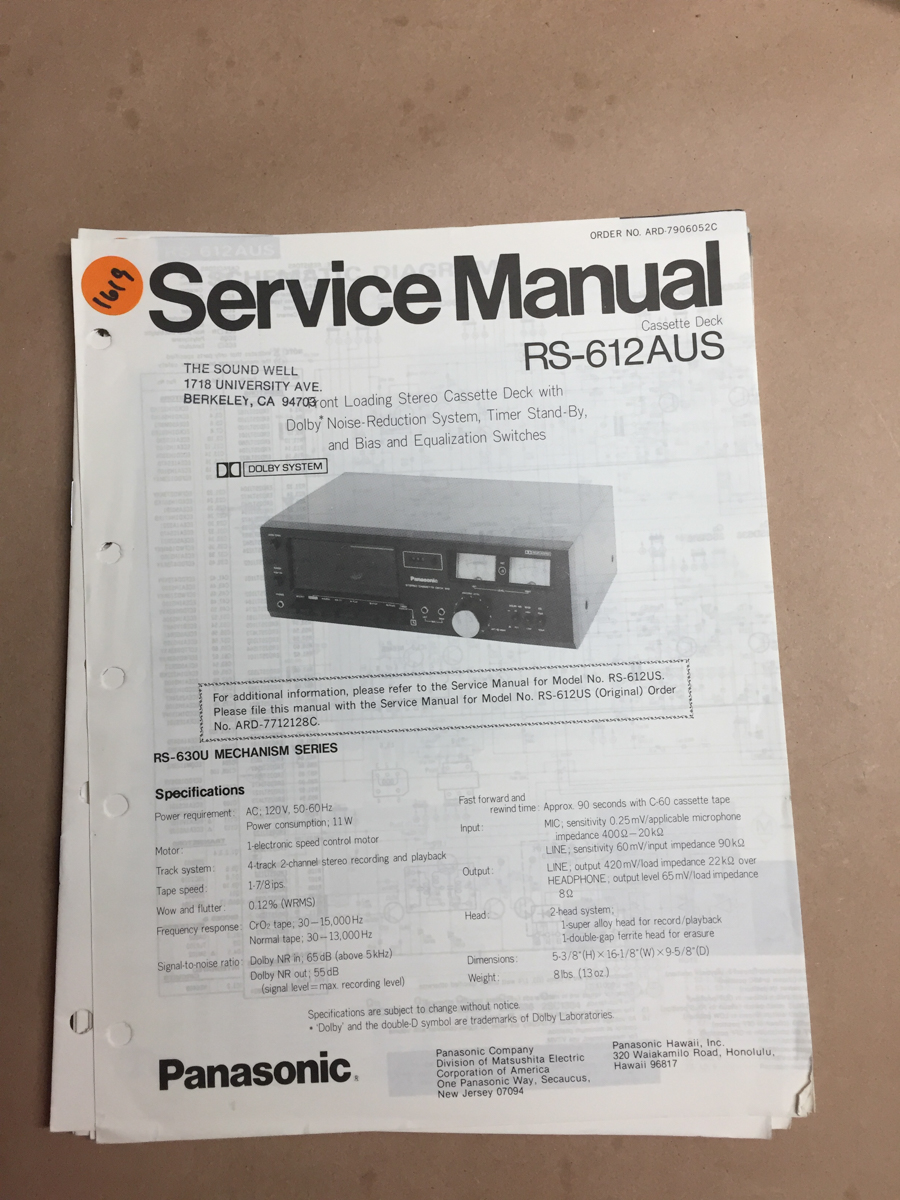 ORDER NO. ARD-7906052C
1619
Service Manual
Cassette Deck
RS-612AUS
THE SOUND WELL
1718 UNIVERSITY AVE.
BERKELEY, CA 94703
Front Loading Stereo Cassette Deck with
Dolby* Noise-Reduction System, Timer Stand-By,
and Bias and Equalization Switches
DOLBY SYSTEM
Panasonic
For additional information, please refer to the Service Manual for Model No. RS-612US.
Please file this manual with the Service Manual for Model No. RS-612US (Original) Order
No. ARD-7712128C.
RS-630U MECHANISM SERIES
Specifications
Power requirement: AC; 120V, 50-60Hz
Power consumption; 11W
Motor: 1-electronic speed control motor
Track system: 4-track 2-channel stereo recording and playback
Tape speed: 1-7/8 ips.
Wow and flutter: 0.12% (WRMS)
Frequency response: CrO2 tape; 30—15,000Hz
Normal tape; 30—13,000Hz
Signal-to-noise ratio: Dolby NR in; 65dB (above 5kHz)
Dolby NR out; 55dB
(signal level=max. recording level)
Fast forward and
rewind time: Approx. 90 seconds with C-60 cassette tape
Input: MIC; sensitivity 0.25mV/applicable microphone
impedance 400Ω–20kΩ
LINE; sensitivity 60mV/input impedance 90kΩ
Output: LINE; output 420mV/load impedance 22kΩ over
HEADPHONE; output level 65mV/load impedance
8Ω
Head: 2-head system;
1-super alloy head for record/playback
1-double-gap ferrite head for erasure
Dimensions: 5-3/8"(H)×16-1/8"(W)×9-5/8"(D)
Weight: 8 lbs. (13 oz.)
Specifications are subject to change without notice.
• 'Dolby' and the double-D symbol are trademarks of Dolby Laboratories.
Panasonic®
Panasonic Company
Division of Matsushita Electric
Corporation of America
One Panasonic Way, Secaucus,
New Jersey 07094
Panasonic Hawaii, Inc.
320 Waiakamilo Road, Honolulu,
Hawaii 96817